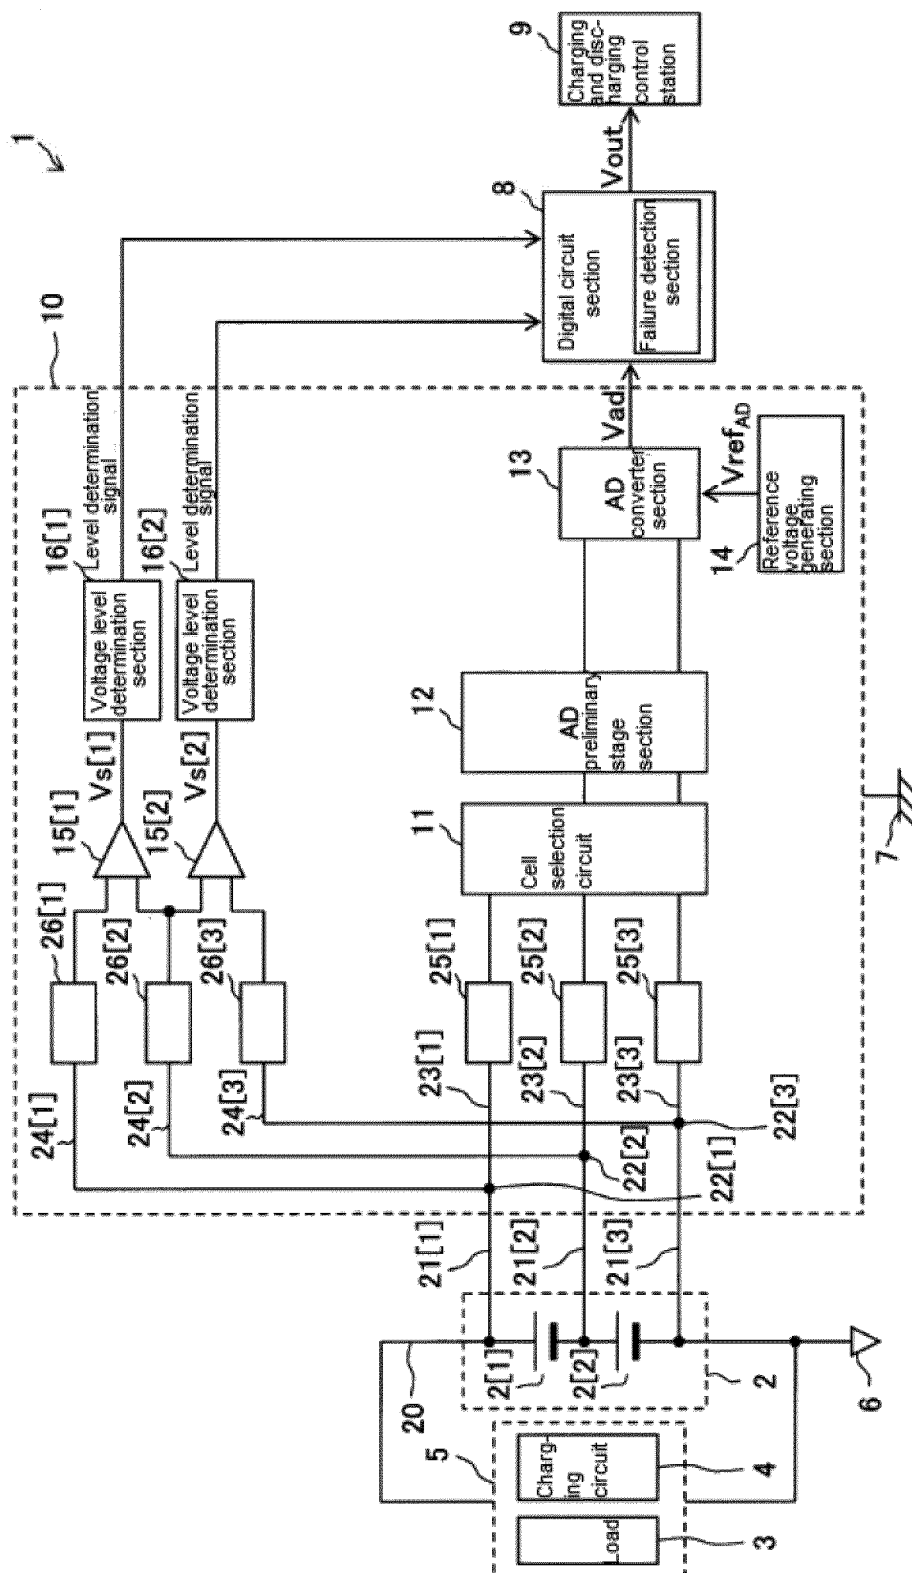 1
10
9
Charging
and disc-
harging
control
station
Vout
8
Digital circuit
section
Failure detection
section
16[1]
Level determination
signal
Voltage level
determination
section
16[2]
Level determination
signal
Voltage level
determination
section
Vs[1]
Vs[2]
15[1]
15[2]
26[1]
26[2]
26[3]
24[1]
24[2]
24[3]
Vad
13
AD
converter
section
VrefAD
14
Reference
voltage
generating
section
12
AD
preliminary
stage
section
11
Cell
selection
circuit
25[1]
25[2]
25[3]
23[1]
23[2]
23[3]
22[1]
22[2]
22[3]
21[1]
21[2]
21[3]
7
20
2[1]
2[2]
2
6
5
Charg-
ing
circuit
4
Load
3